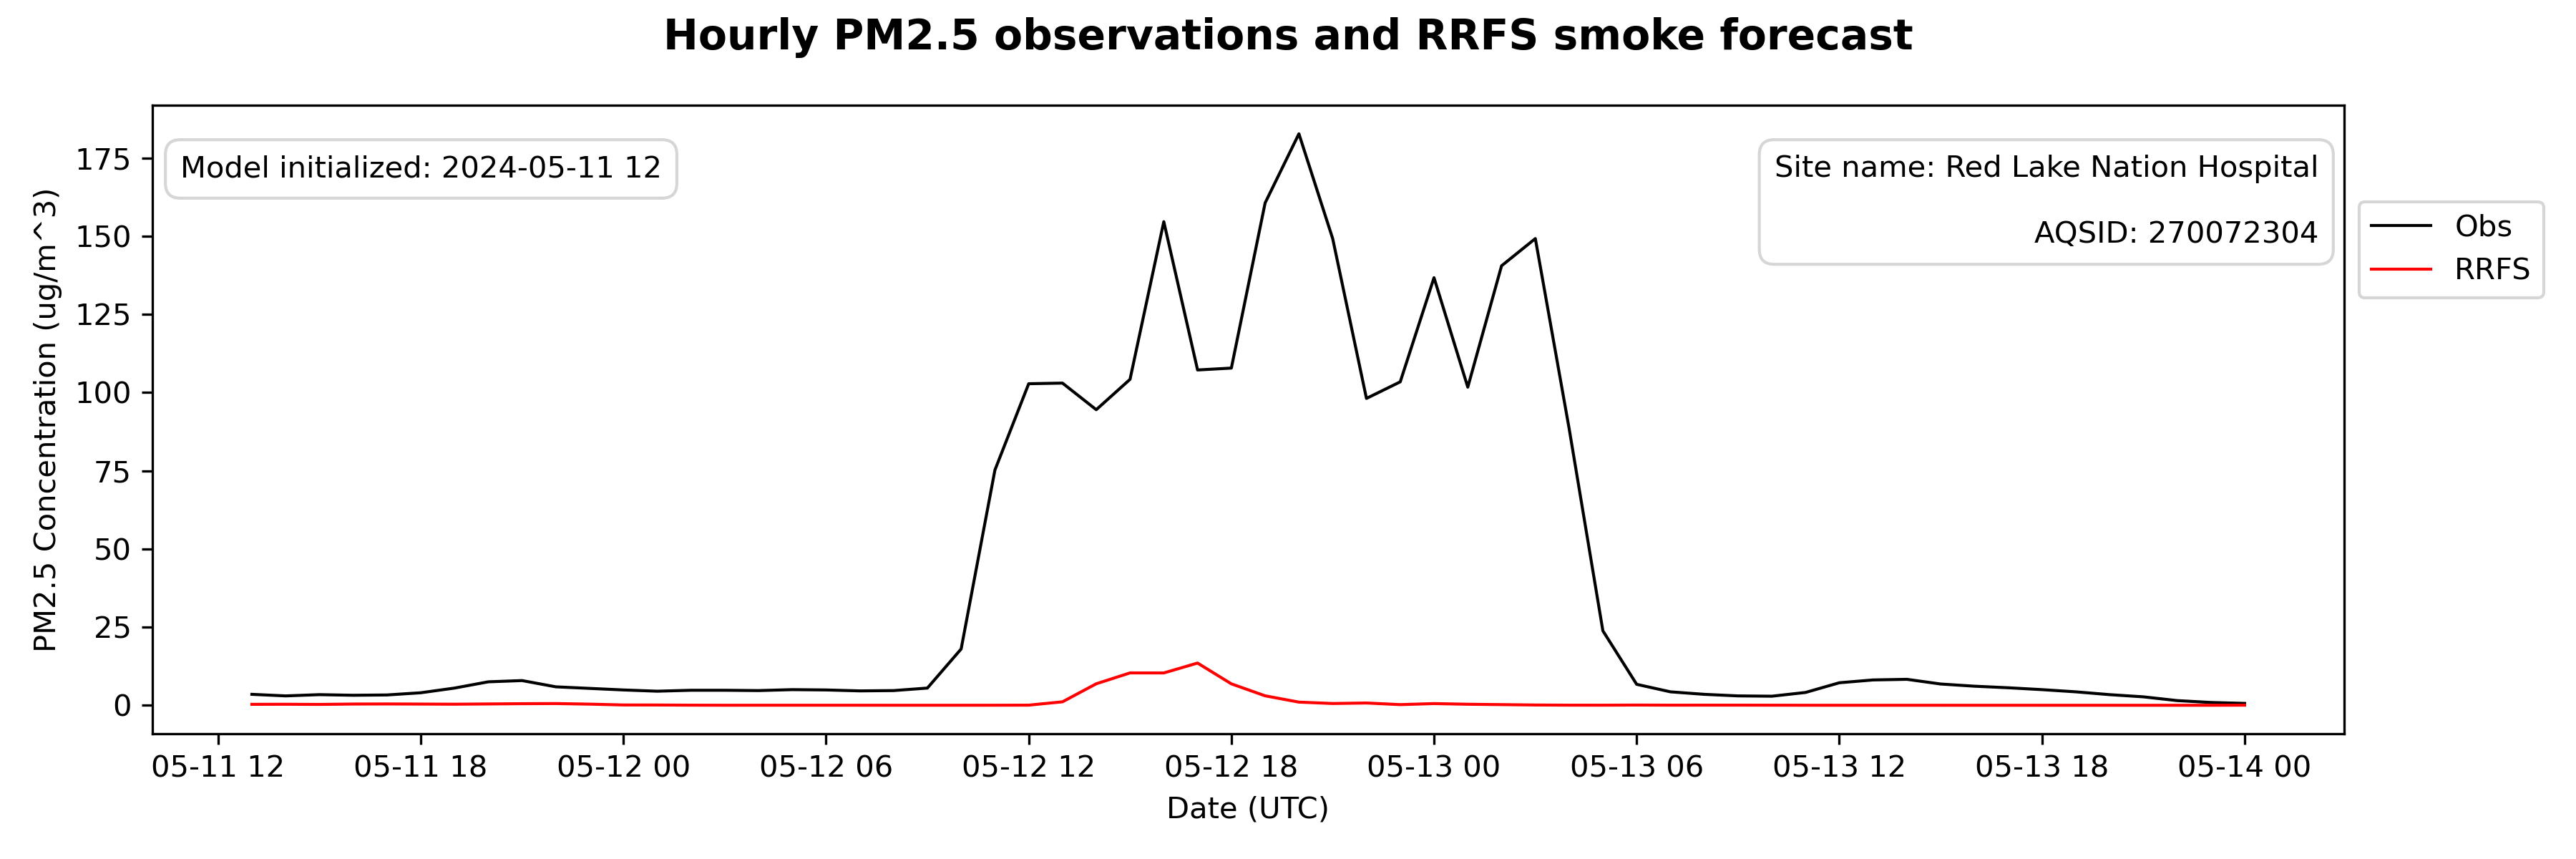 Hourly PM2.5 observations and RRFS smoke forecast
Model initialized: 2024-05-11 12
Site name: Red Lake Nation Hospital
AQSID: 270072304
Obs
RRFS
PM2.5 Concentration (ug/m^3)
175
150
125
100
75
50
25
0
05-11 12 05-11 18 05-12 00 05-12 06 05-12 12 05-12 18 05-13 00 05-13 06 05-13 12 05-13 18 05-14 00
Date (UTC)